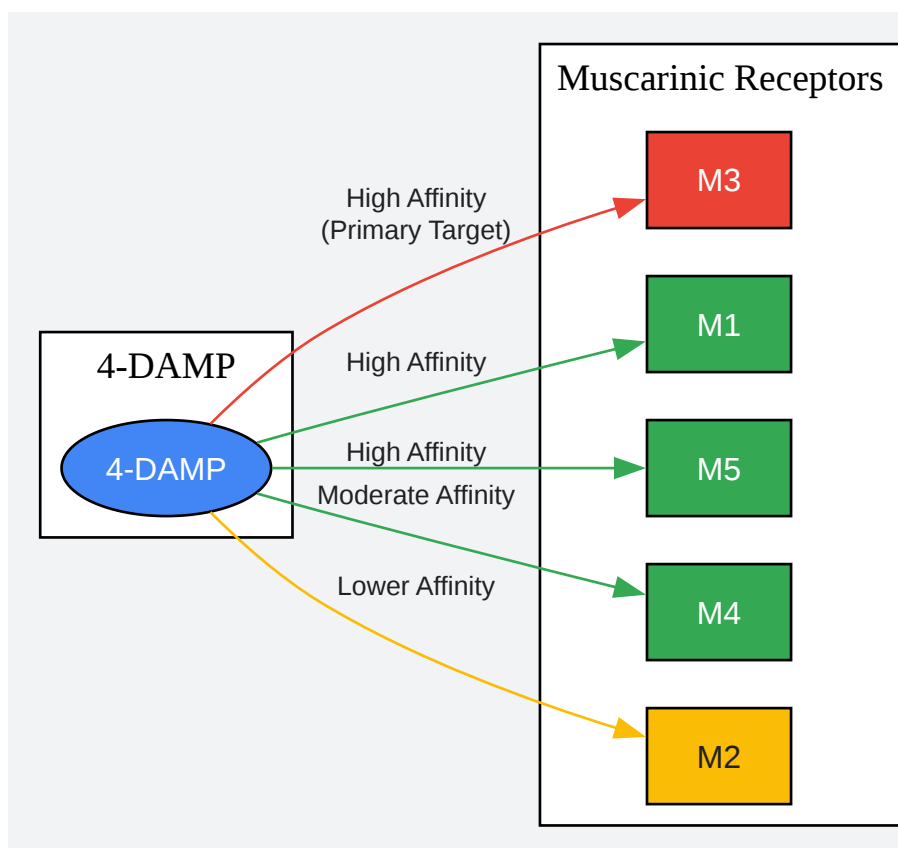 Muscarinic Receptors
M3
High Affinity
(Primary Target)
M1
High Affinity
4-DAMP
4-DAMP
High Affinity
M5
Moderate Affinity
M4
Lower Affinity
M2